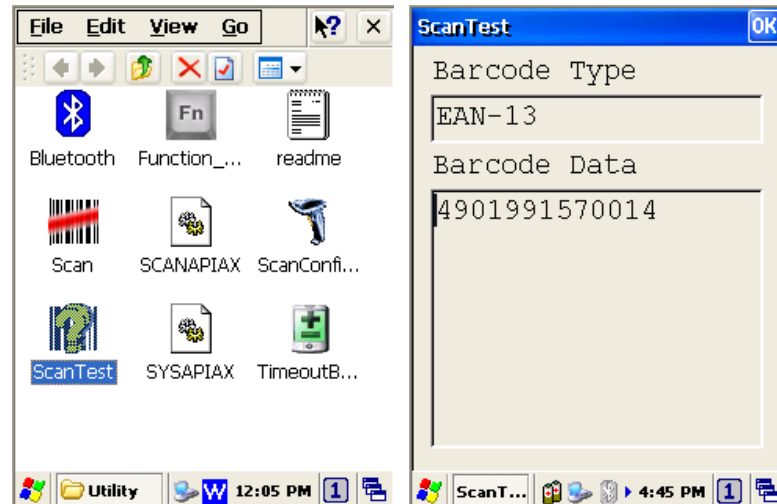 File Edit View Go
Fn
Bluetooth Function_... readme
Scan SCANAPIAX ScanConfi...
ScanTest SYSAPIAX TimeoutB...
Utility W 12:05 PM 1
ScanTest OK
Barcode Type
EAN-13
Barcode Data
4901991570014
ScanT... 4:45 PM 1